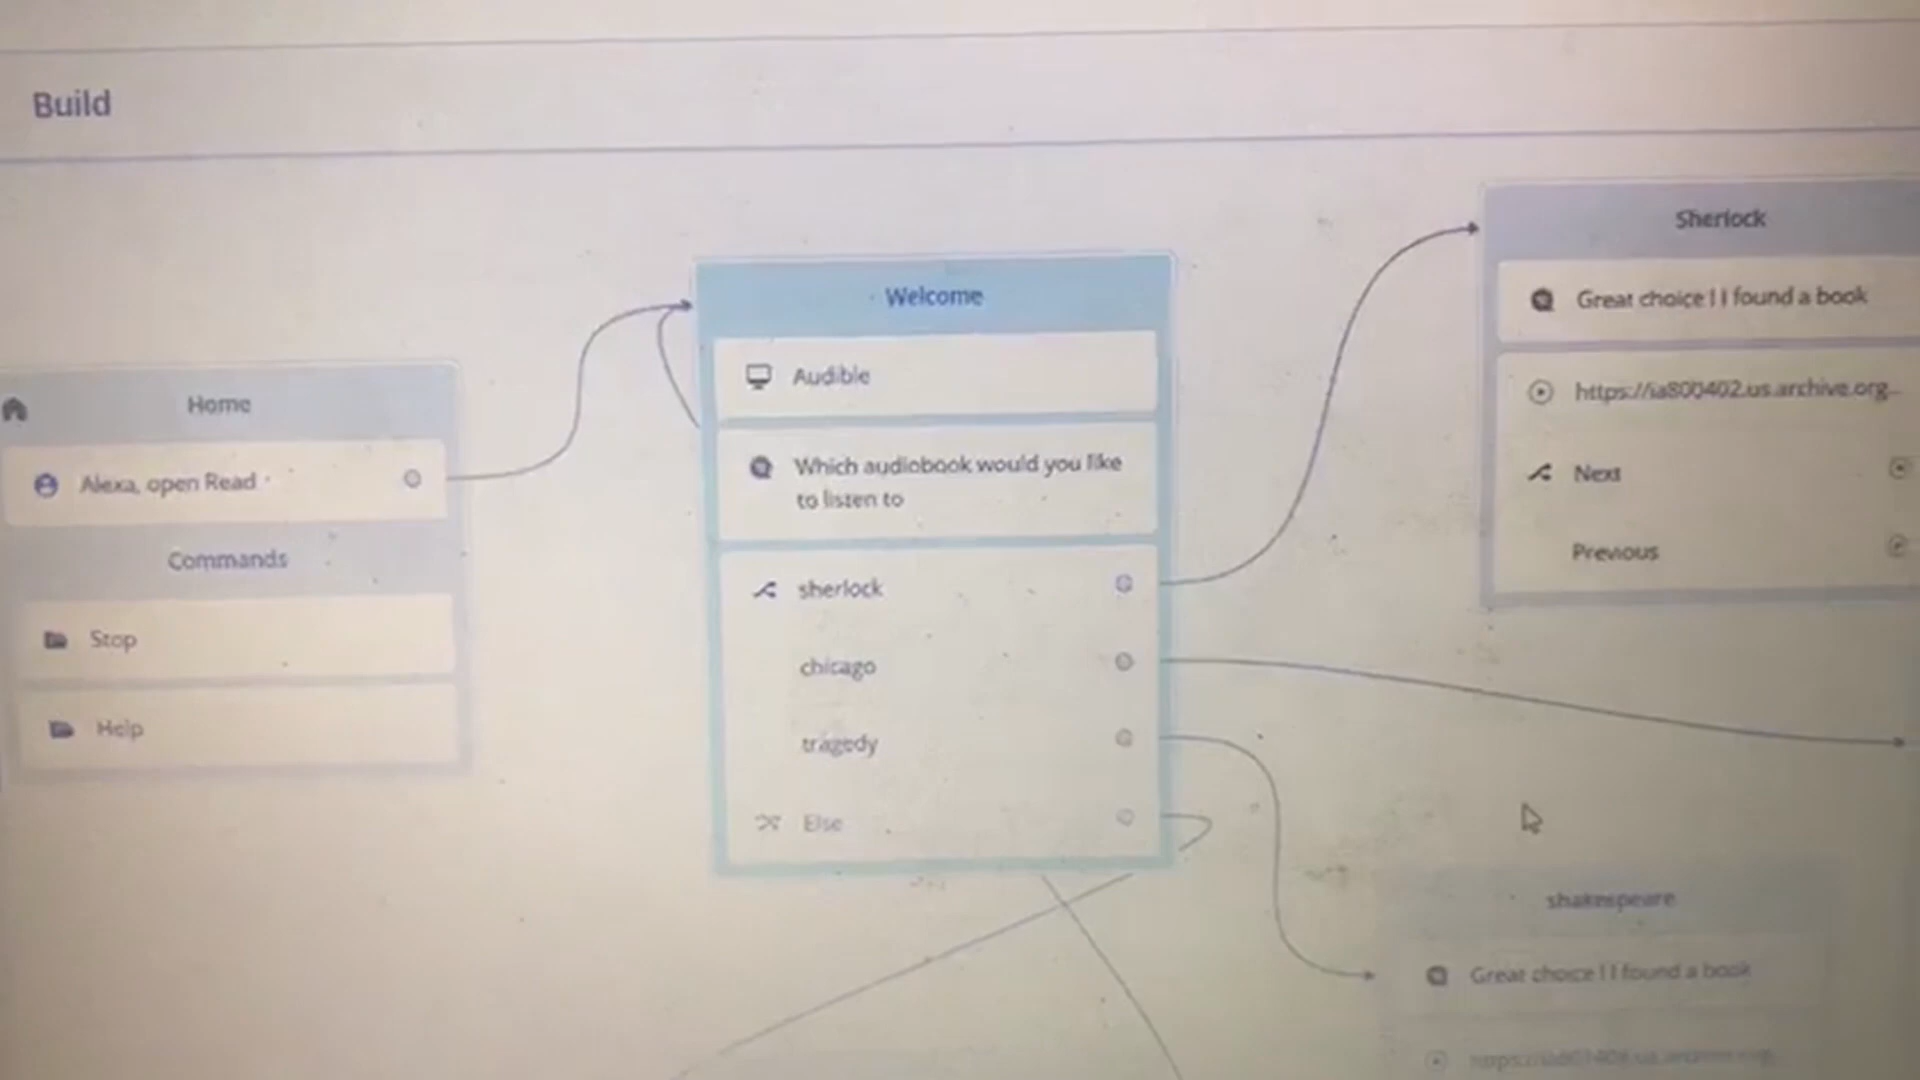 Build
Home
Alexa, open Read
Commands
Stop
Help
Welcome
Audible
Which audiobook would you like
to listen to
sherlock
chicago
tragedy
Else
Sherlock
Great choice ! I found a book
https://ia800402.us.archive.org...
Next
Previous
shakespeare
Great choice ! I found a book